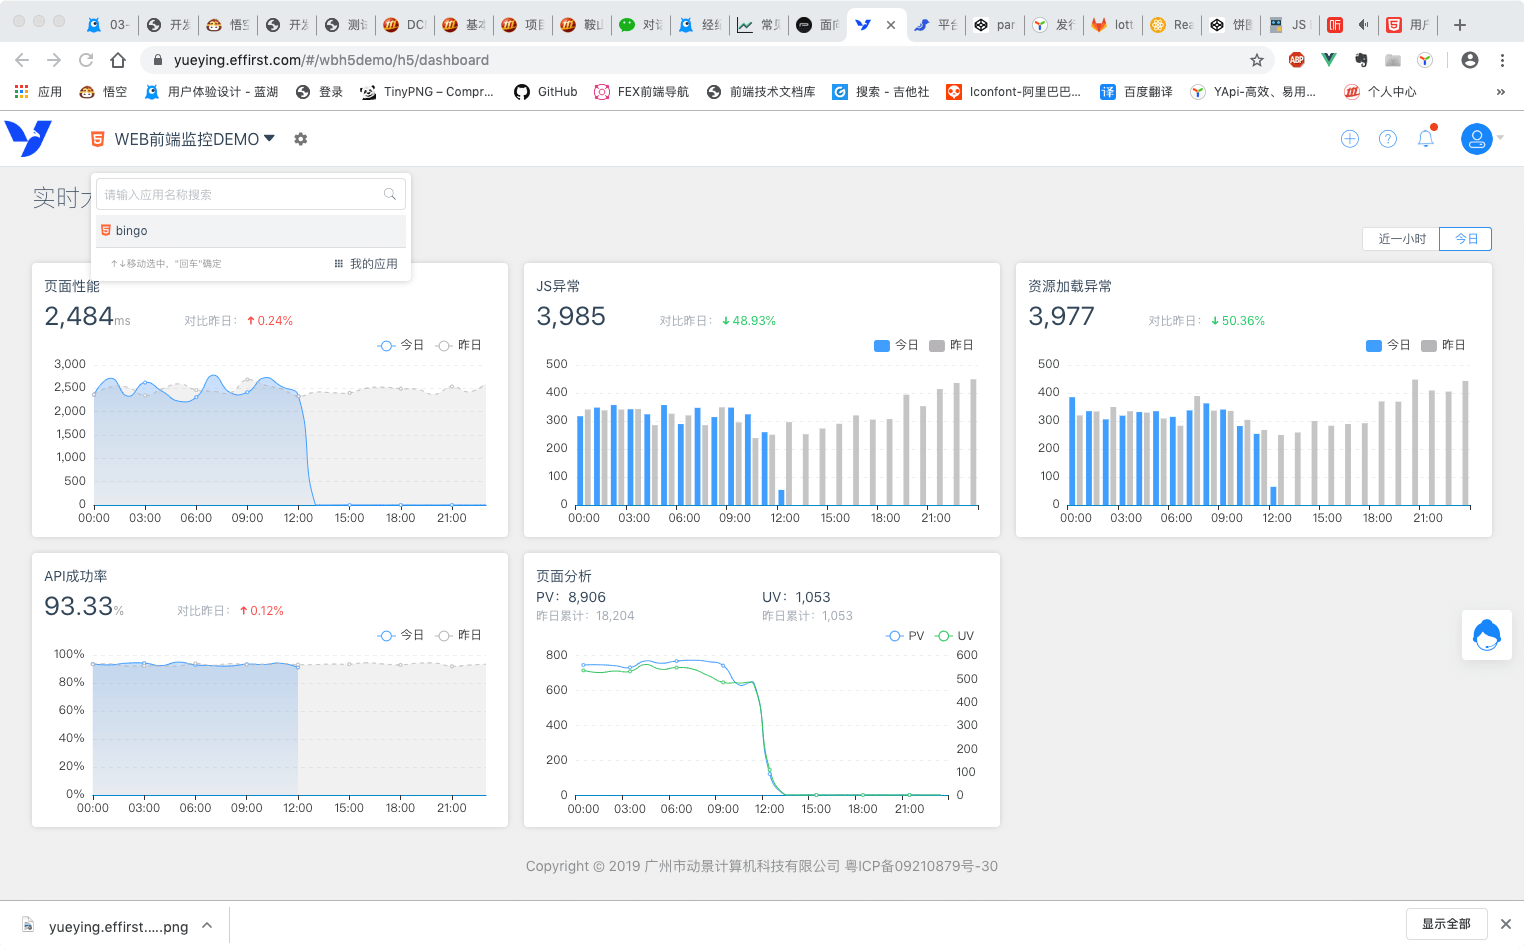 03-
开发
悟空
开发
测试
DC
基本
项目
鞍山
对话
经纪
常见
面向
平台
par
发行
lott
Rea
饼图
JS
用户
yueying.effirst.com/#/wbh5demo/h5/dashboard
应用
悟空
用户体验设计 - 蓝湖
登录
TinyPNG – Compr...
GitHub
FEX前端导航
前端技术文档库
搜索 - 吉他社
Iconfont-阿里巴巴...
百度翻译
YApi-高效、易用...
个人中心
WEB前端监控DEMO
实时
请输入应用名称搜索
bingo
↑↓移动选中，“回车”确定
我的应用
近一小时
今日
页面性能
2,484ms
对比昨日： 0.24%
今日
昨日
3,000
2,500
2,000
1,500
1,000
500
0
00:00 03:00 06:00 09:00 12:00 15:00 18:00 21:00
JS异常
3,985
对比昨日： 48.93%
今日
昨日
500
400
300
200
100
0
00:00 03:00 06:00 09:00 12:00 15:00 18:00 21:00
资源加载异常
3,977
对比昨日： 50.36%
今日
昨日
500
400
300
200
100
0
00:00 03:00 06:00 09:00 12:00 15:00 18:00 21:00
API成功率
93.33%
对比昨日： 0.12%
今日
昨日
100%
80%
60%
40%
20%
0%
00:00 03:00 06:00 09:00 12:00 15:00 18:00 21:00
页面分析
PV：8,906
昨日累计：18,204
UV：1,053
昨日累计：1,053
PV
UV
800
600
400
200
0
600
500
400
300
200
100
0
00:00 03:00 06:00 09:00 12:00 15:00 18:00 21:00
Copyright © 2019 广州市动景计算机科技有限公司 粤ICP备09210879号-30
yueying.effirst.....png
显示全部